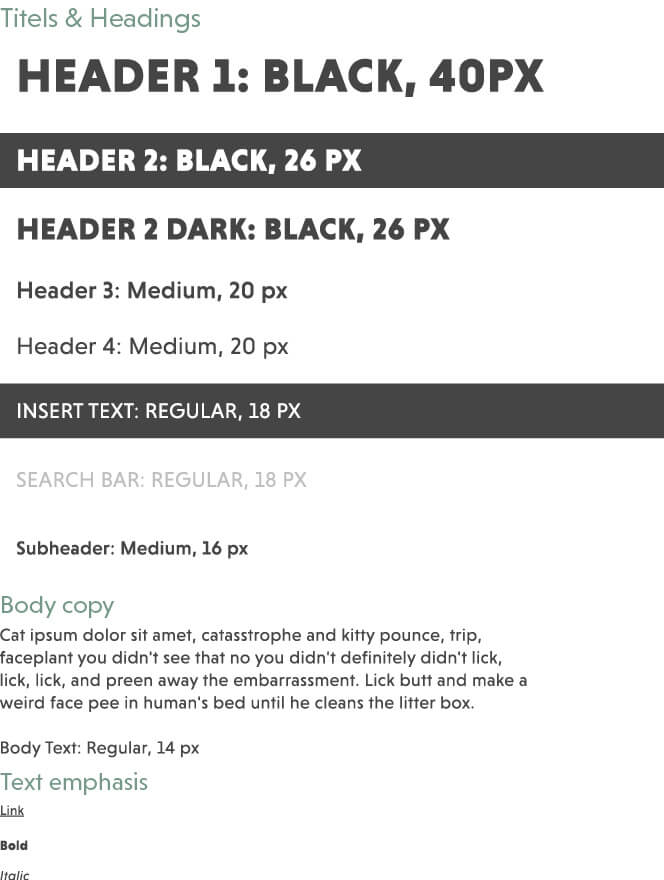 Titels & Headings
HEADER 1: BLACK, 40PX
HEADER 2: BLACK, 26 PX
HEADER 2 DARK: BLACK, 26 PX
Header 3: Medium, 20 px
Header 4: Medium, 20 px
INSERT TEXT: REGULAR, 18 PX
SEARCH BAR: REGULAR, 18 PX
Subheader: Medium, 16 px
Body copy
Cat ipsum dolor sit amet, catasstrophe and kitty pounce, trip,
faceplant you didn't see that no you didn't definitely didn't lick,
lick, lick, and preen away the embarrassment. Lick butt and make a
weird face pee in human's bed until he cleans the litter box.
Body Text: Regular, 14 px
Text emphasis
Link
Bold
Italic